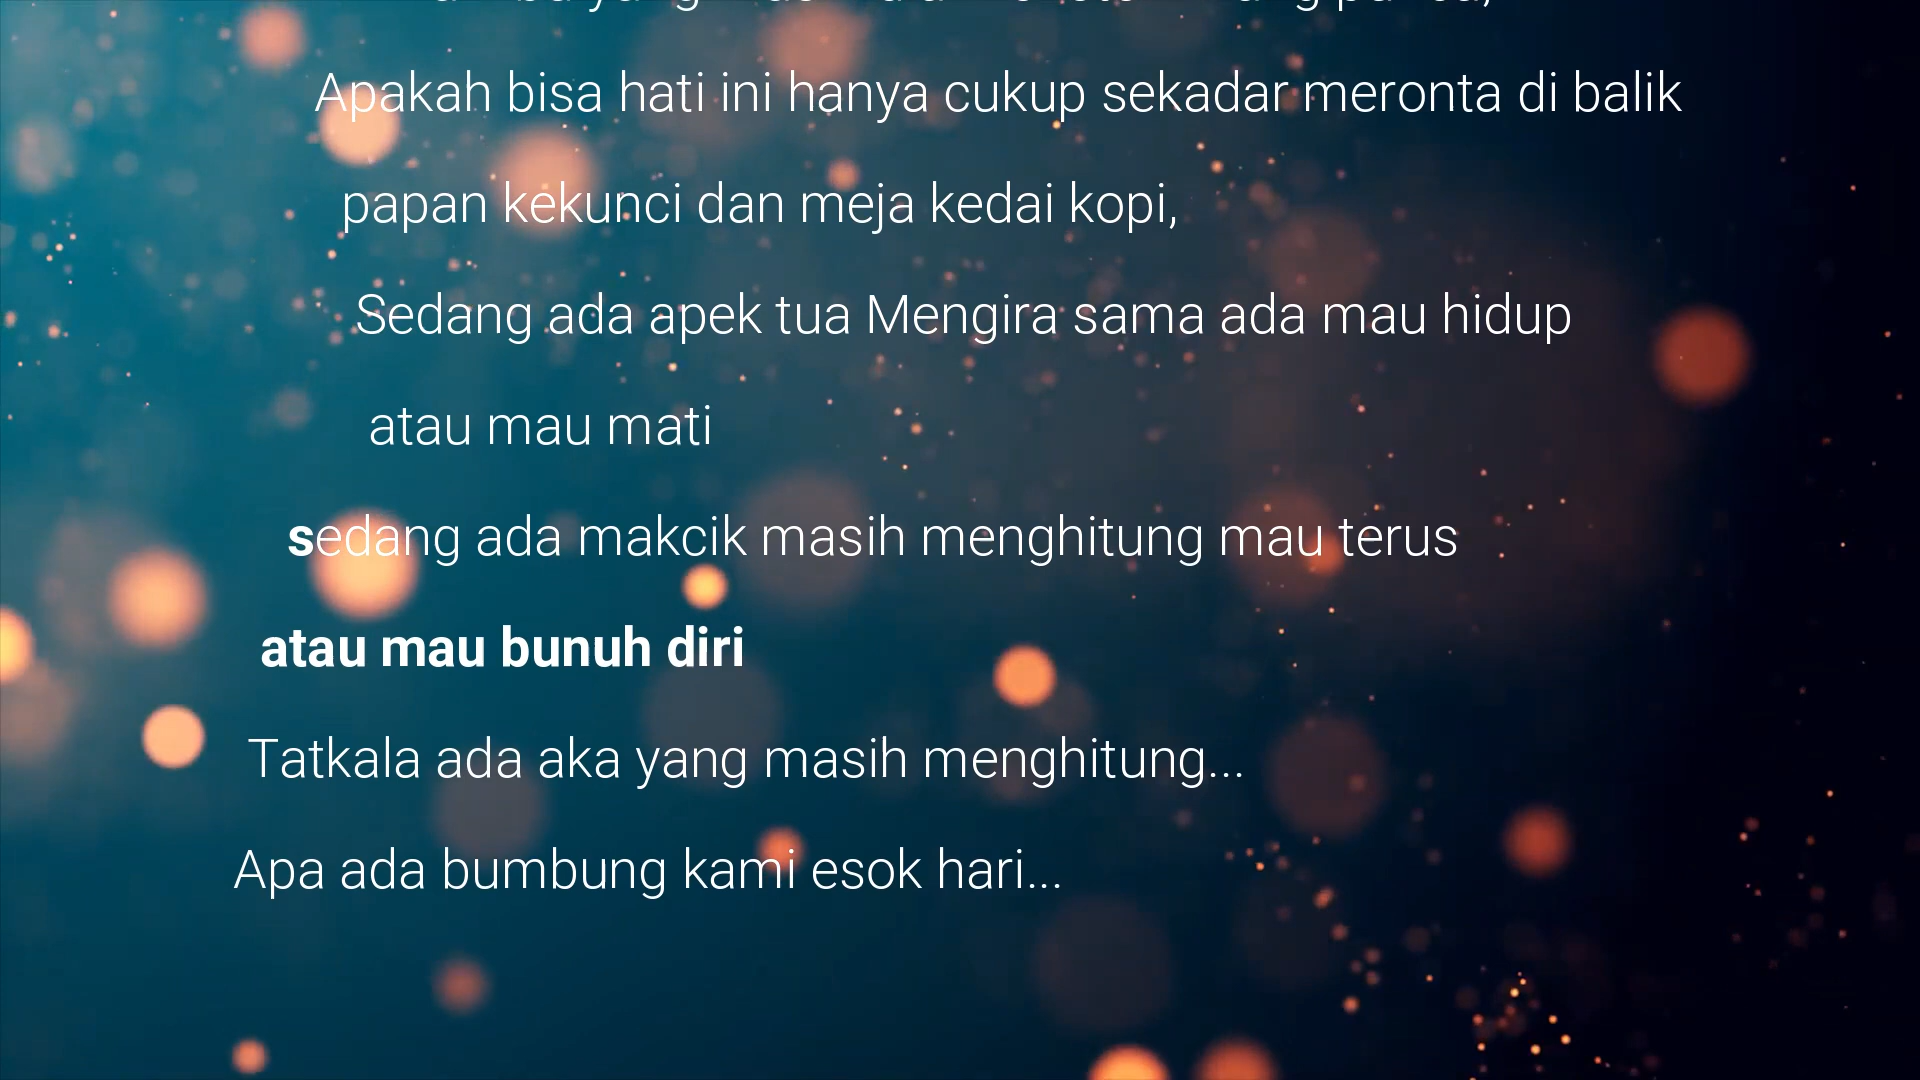 Apakah bisa hati ini hanya cukup sekadar meronta di balik
papan kekunci dan meja kedai kopi,
Sedang ada apek tua Mengira sama ada mau hidup
atau mau mati
sedang ada makcik masih menghitung mau terus
atau mau bunuh diri
Tatkala ada aka yang masih menghitung...
Apa ada bumbung kami esok hari...